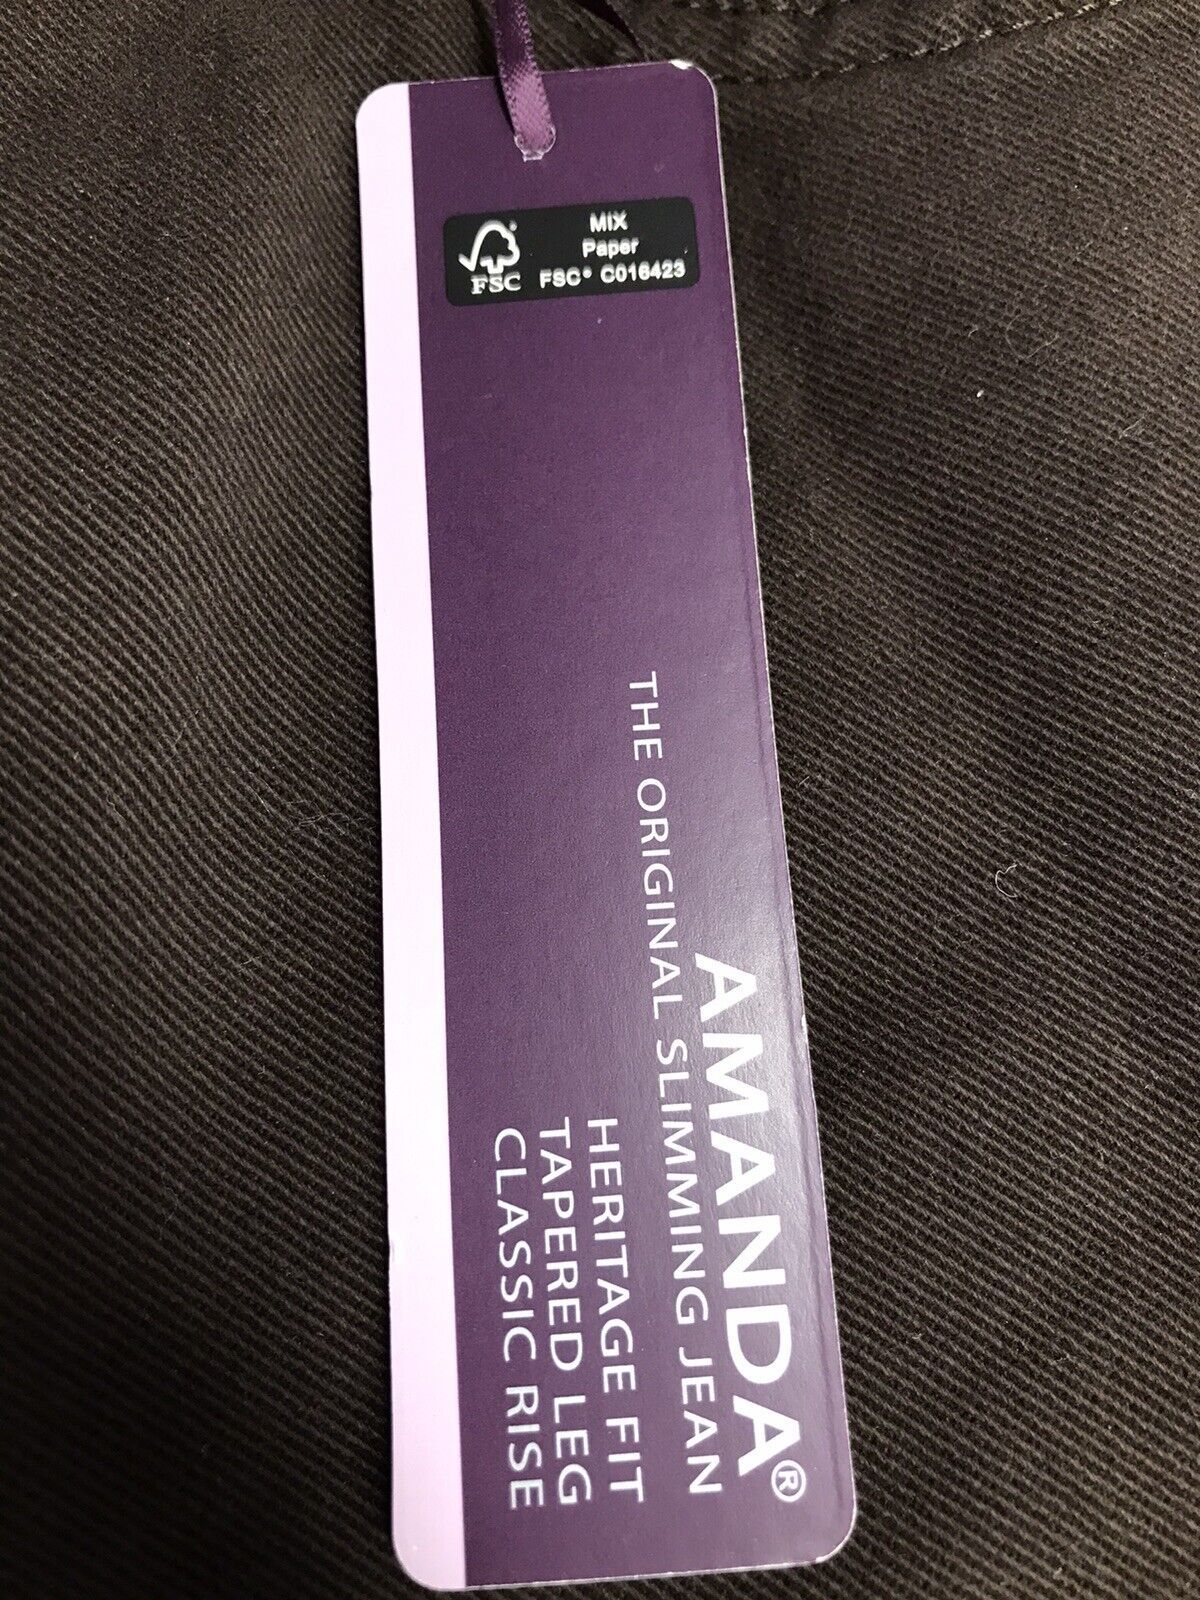 FSC®
MIX
Paper
FSC® C016423
AMANDA®
THE ORIGINAL SLIMMING JEAN
HERITAGE FIT
TAPERED LEG
CLASSIC RISE